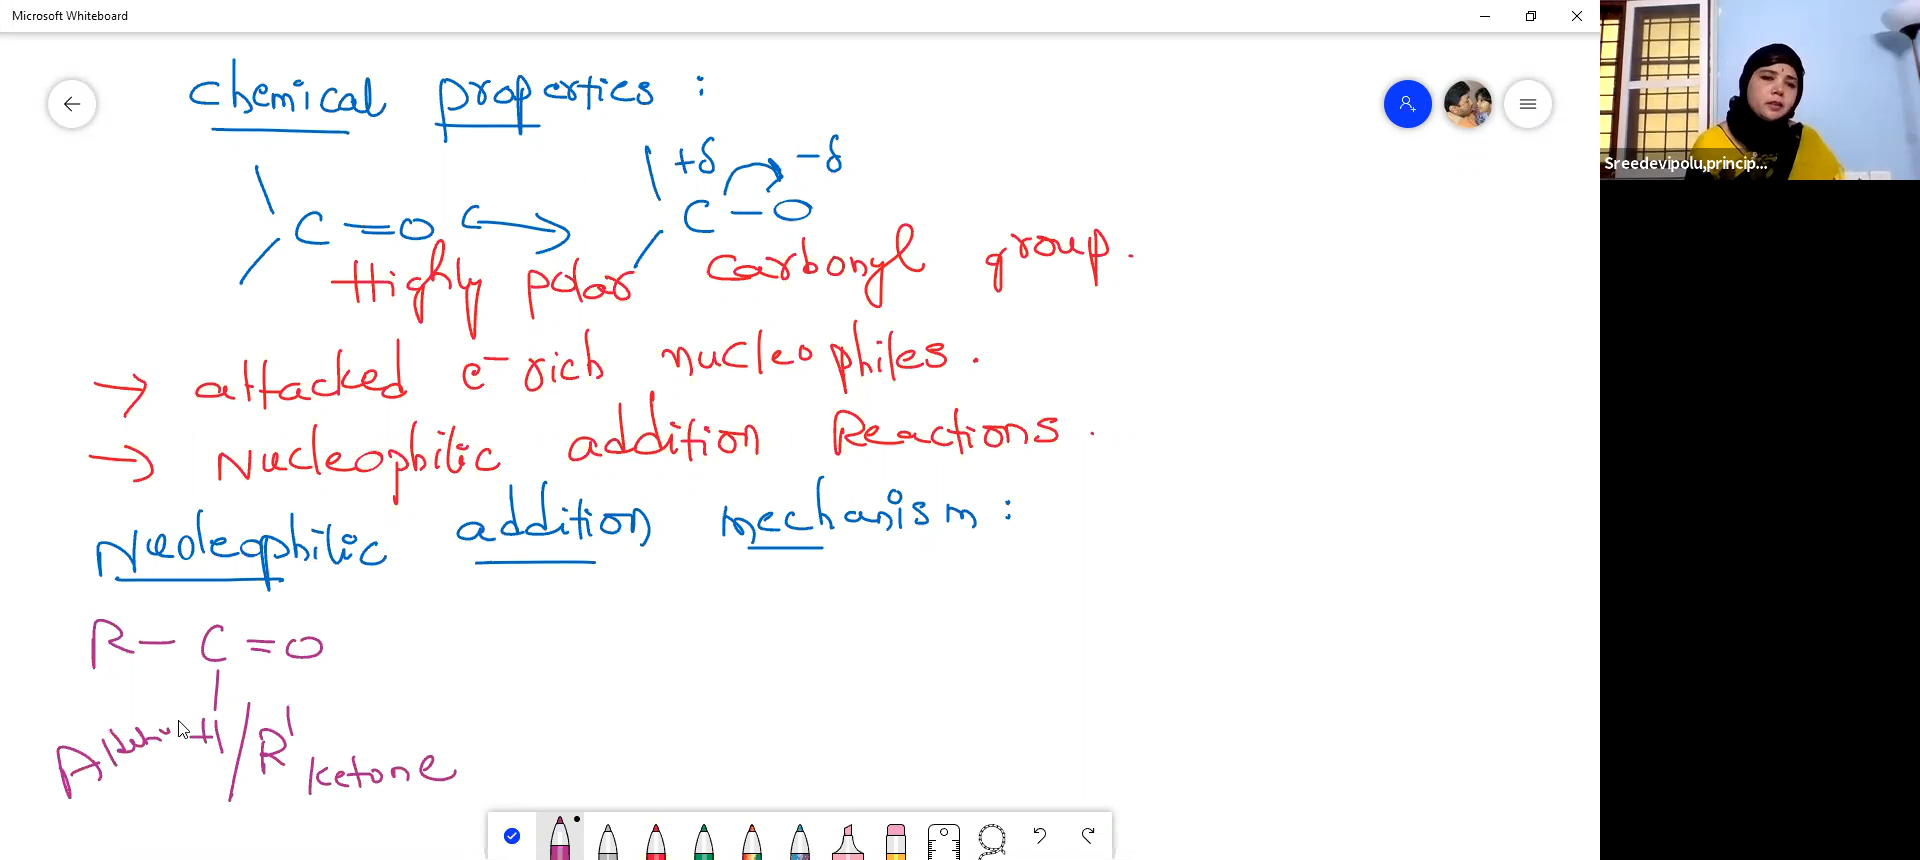 Microsoft Whiteboard
Chemical properties :
+δ −δ
C = O ⟷ C − O
Highly polar carbonyl group.
→ attacked e⁻ rich nucleophiles.
→ Nucleophilic addition Reactions.
Nucleophilic addition mechanism :
R − C = O
H / R'
ketone
Sreedevipolu,princip...